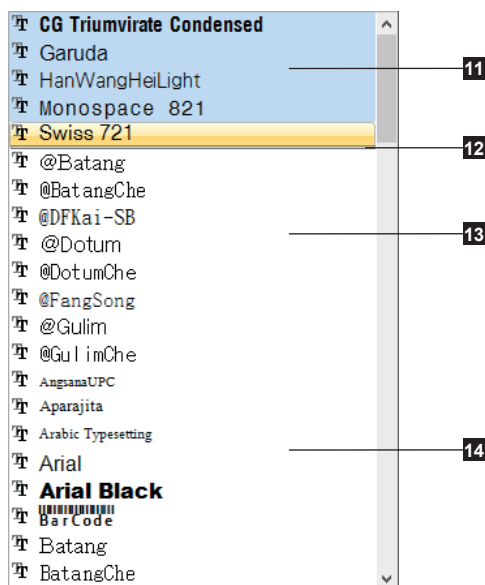 CG Triumvirate Condensed
Garuda
11
HanWangHeiLight
Monospace 821
Swiss 721
12
@Batang
@BatangChe
@DFKai-SB
13
@Dotum
@DotumChe
@FangSong
@Gulim
@GulimChe
AngsanaUPC
Aparajita
Arabic Typesetting
14
Arial
Arial Black
BarCode
Batang
BatangChe